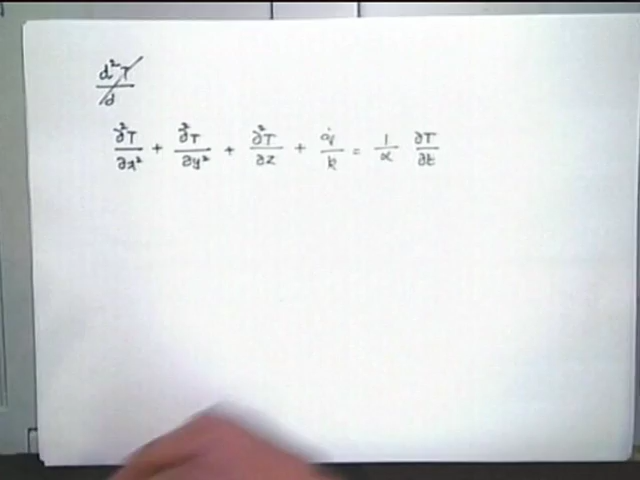 d²T/d
∂²T/∂x² + ∂²T/∂y² + ∂²T/∂z + q̇/k = 1/α ∂T/∂t